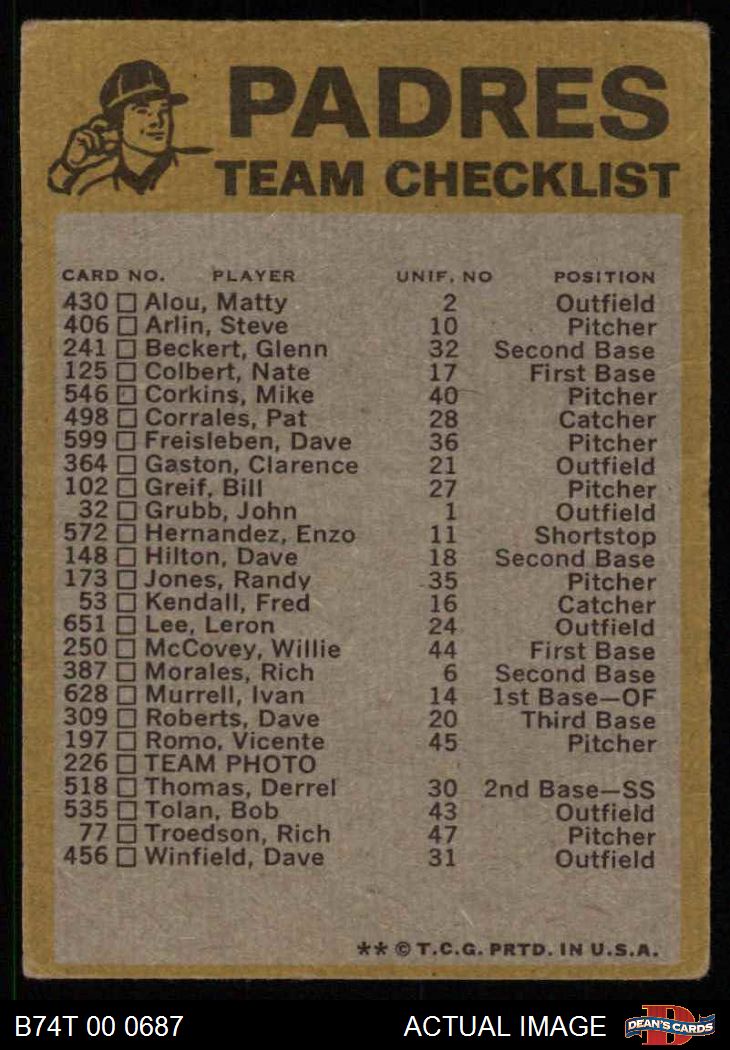 PADRES
TEAM CHECKLIST
CARD NO. PLAYER UNIF. NO POSITION
430 Alou, Matty 2 Outfield
406 Arlin, Steve 10 Pitcher
241 Beckert, Glenn 32 Second Base
125 Colbert, Nate 17 First Base
546 Corkins, Mike 40 Pitcher
498 Corrales, Pat 28 Catcher
599 Freisleben, Dave 36 Pitcher
364 Gaston, Clarence 21 Outfield
102 Greif, Bill 27 Pitcher
32 Grubb, John 1 Outfield
572 Hernandez, Enzo 11 Shortstop
148 Hilton, Dave 18 Second Base
173 Jones, Randy 35 Pitcher
53 Kendall, Fred 16 Catcher
651 Lee, Leron 24 Outfield
250 McCovey, Willie 44 First Base
387 Morales, Rich 6 Second Base
628 Murrell, Ivan 14 1st Base—OF
309 Roberts, Dave 20 Third Base
197 Romo, Vicente 45 Pitcher
226 TEAM PHOTO
518 Thomas, Derrel 30 2nd Base—SS
535 Tolan, Bob 43 Outfield
77 Troedson, Rich 47 Pitcher
456 Winfield, Dave 31 Outfield
** © T.C.G. PRTD. IN U.S.A.
B74T 00 0687 ACTUAL IMAGE D DEAN'S CARDS